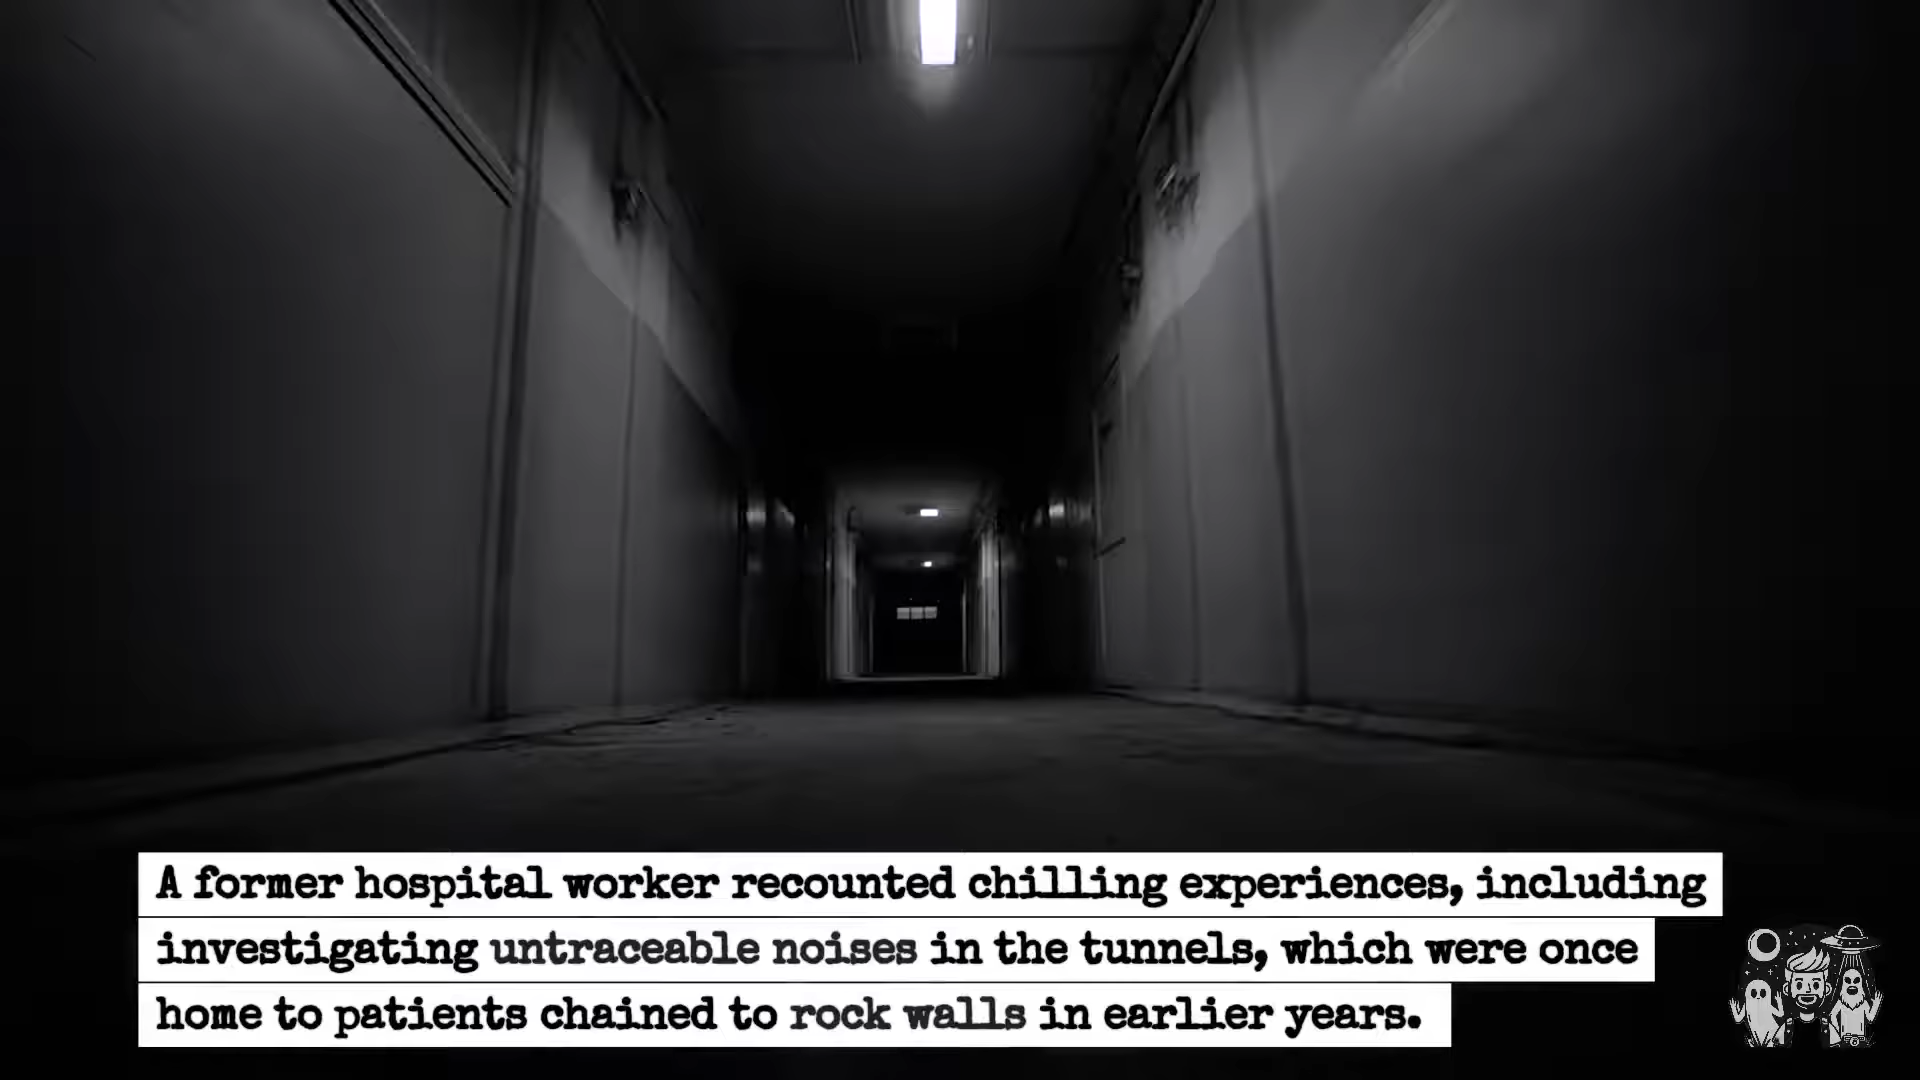 A former hospital worker recounted chilling experiences, including
investigating untraceable noises in the tunnels, which were once
home to patients chained to rock walls in earlier years.